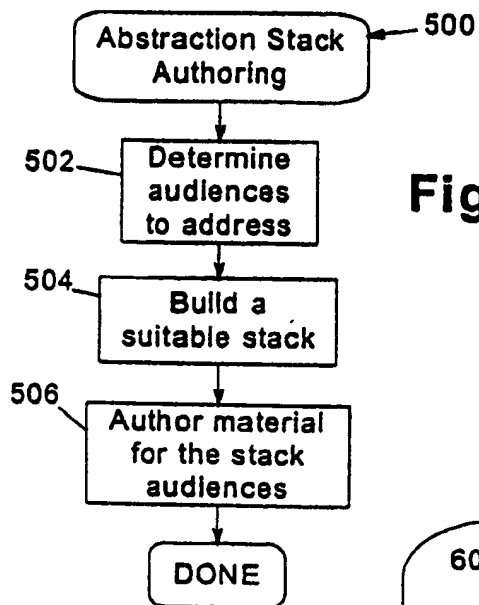 Abstraction Stack
Authoring
500
502
Determine
audiences
to address
Fig
504
Build a
suitable stack
506
Author material
for the stack
audiences
DONE
60